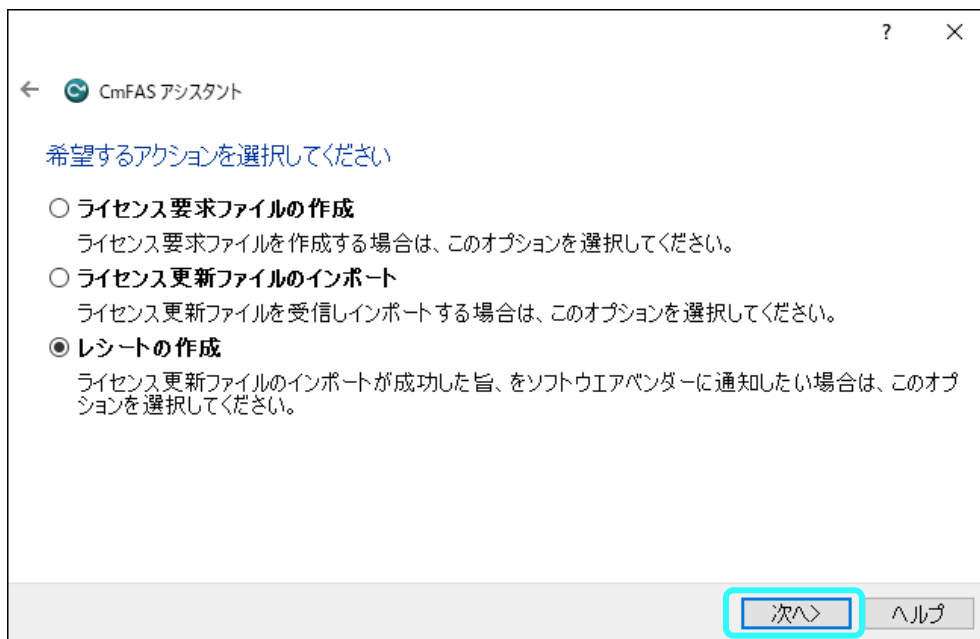 ?
CmFAS アシスタント
希望するアクションを選択してください
ライセンス要求ファイルの作成
ライセンス要求ファイルを作成する場合は、このオプションを選択してください。
ライセンス更新ファイルのインポート
ライセンス更新ファイルを受信しインポートする場合は、このオプションを選択してください。
レシートの作成
ライセンス更新ファイルのインポートが成功した旨、をソフトウエアベンダーに通知したい場合は、このオプ
ションを選択してください。
次へ> ヘルプ